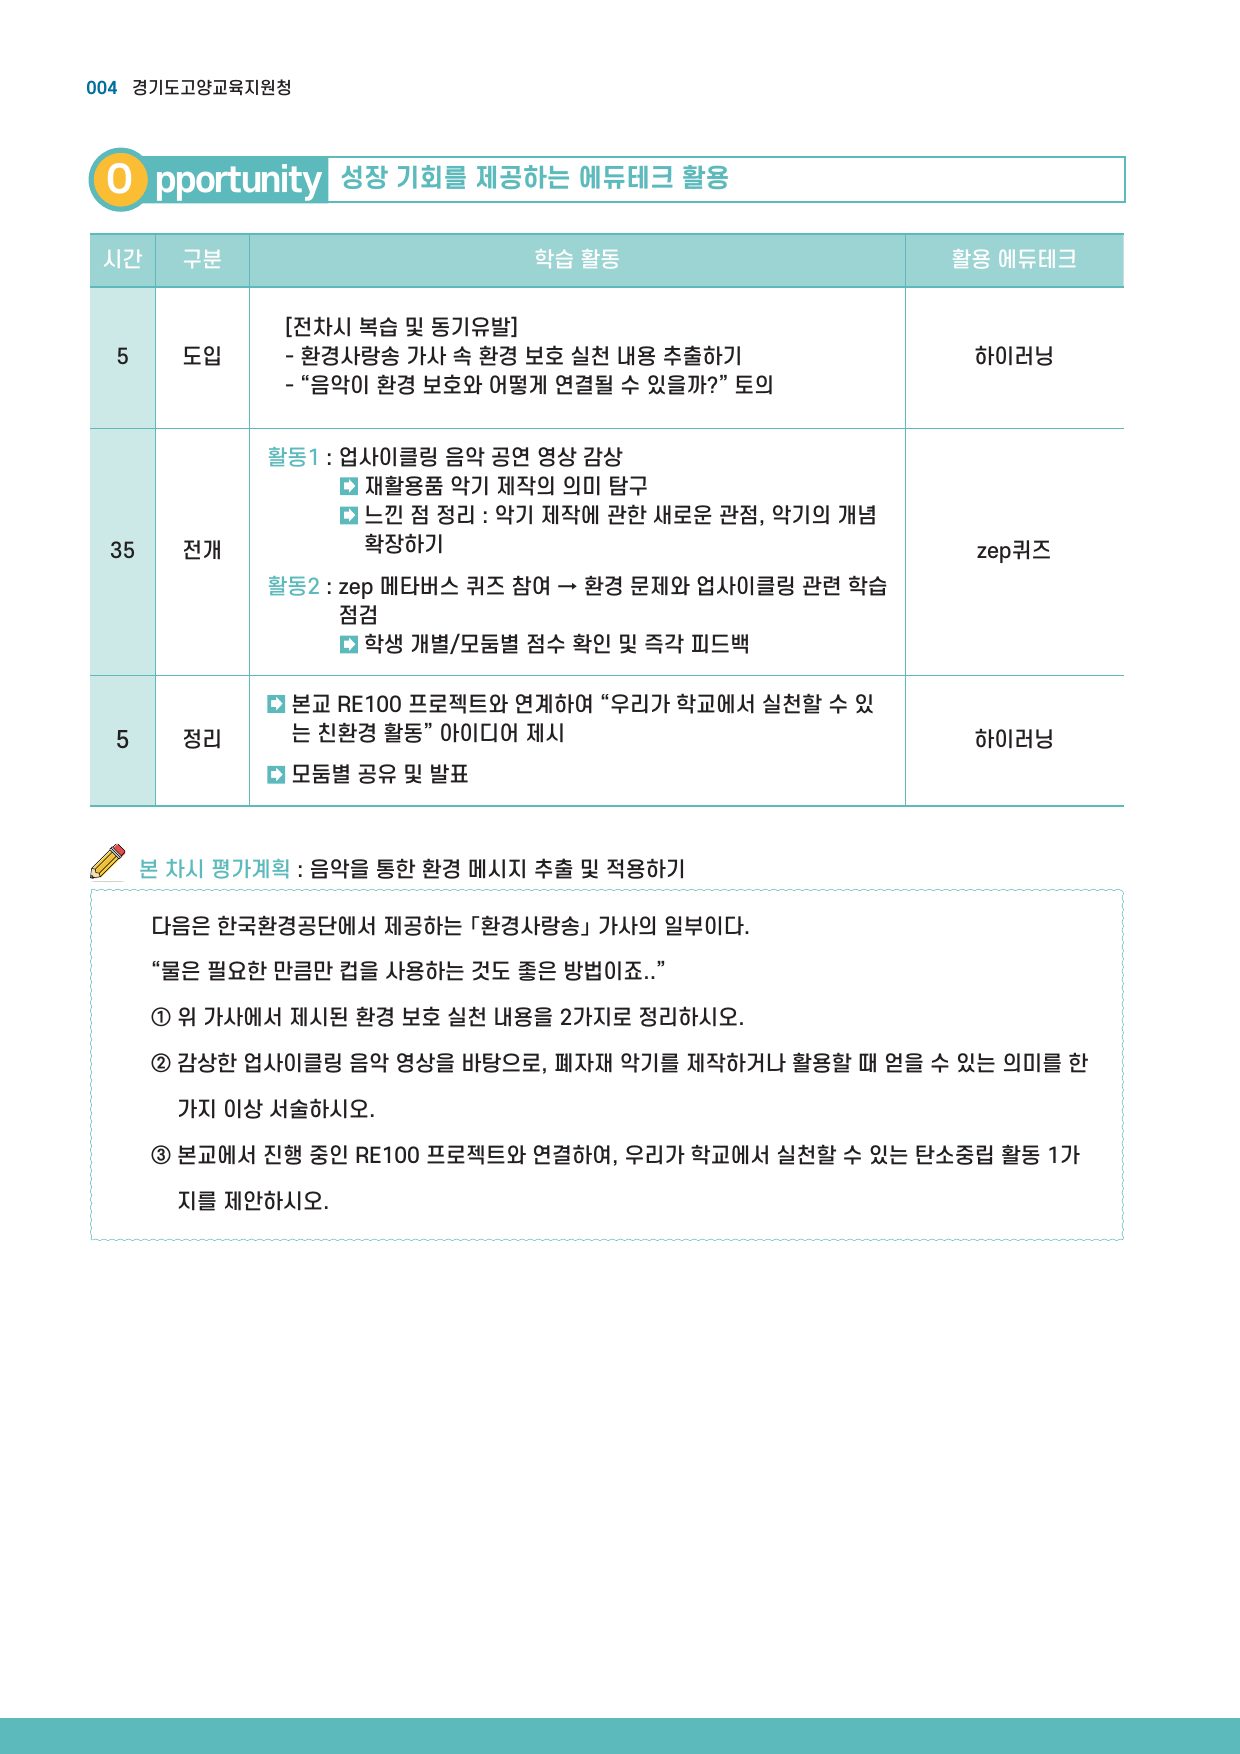 004 경기도고양교육지원청
Opportunity 성장 기회를 제공하는 에듀테크 활용
시간 구분 학습 활동 활용 에듀테크
[전차시 복습 및 동기유발]
5 도입 - 환경사랑송 가사 속 환경 보호 실천 내용 추출하기 하이러닝
- “음악이 환경 보호와 어떻게 연결될 수 있을까?” 토의
활동1 : 업사이클링 음악 공연 영상 감상
재활용품 악기 제작의 의미 탐구
느낀 점 정리 : 악기 제작에 관한 새로운 관점, 악기의 개념
확장하기
35 전개 zep퀴즈
활동2 : zep 메타버스 퀴즈 참여 → 환경 문제와 업사이클링 관련 학습
점검
학생 개별/모둠별 점수 확인 및 즉각 피드백
본교 RE100 프로젝트와 연계하여 “우리가 학교에서 실천할 수 있
는 친환경 활동” 아이디어 제시
5 정리 하이러닝
모둠별 공유 및 발표
본 차시 평가계획 : 음악을 통한 환경 메시지 추출 및 적용하기
다음은 한국환경공단에서 제공하는 「환경사랑송」 가사의 일부이다.
“물은 필요한 만큼만 컵을 사용하는 것도 좋은 방법이죠..”
① 위 가사에서 제시된 환경 보호 실천 내용을 2가지로 정리하시오.
② 감상한 업사이클링 음악 영상을 바탕으로, 폐자재 악기를 제작하거나 활용할 때 얻을 수 있는 의미를 한
가지 이상 서술하시오.
③ 본교에서 진행 중인 RE100 프로젝트와 연결하여, 우리가 학교에서 실천할 수 있는 탄소중립 활동 1가
지를 제안하시오.